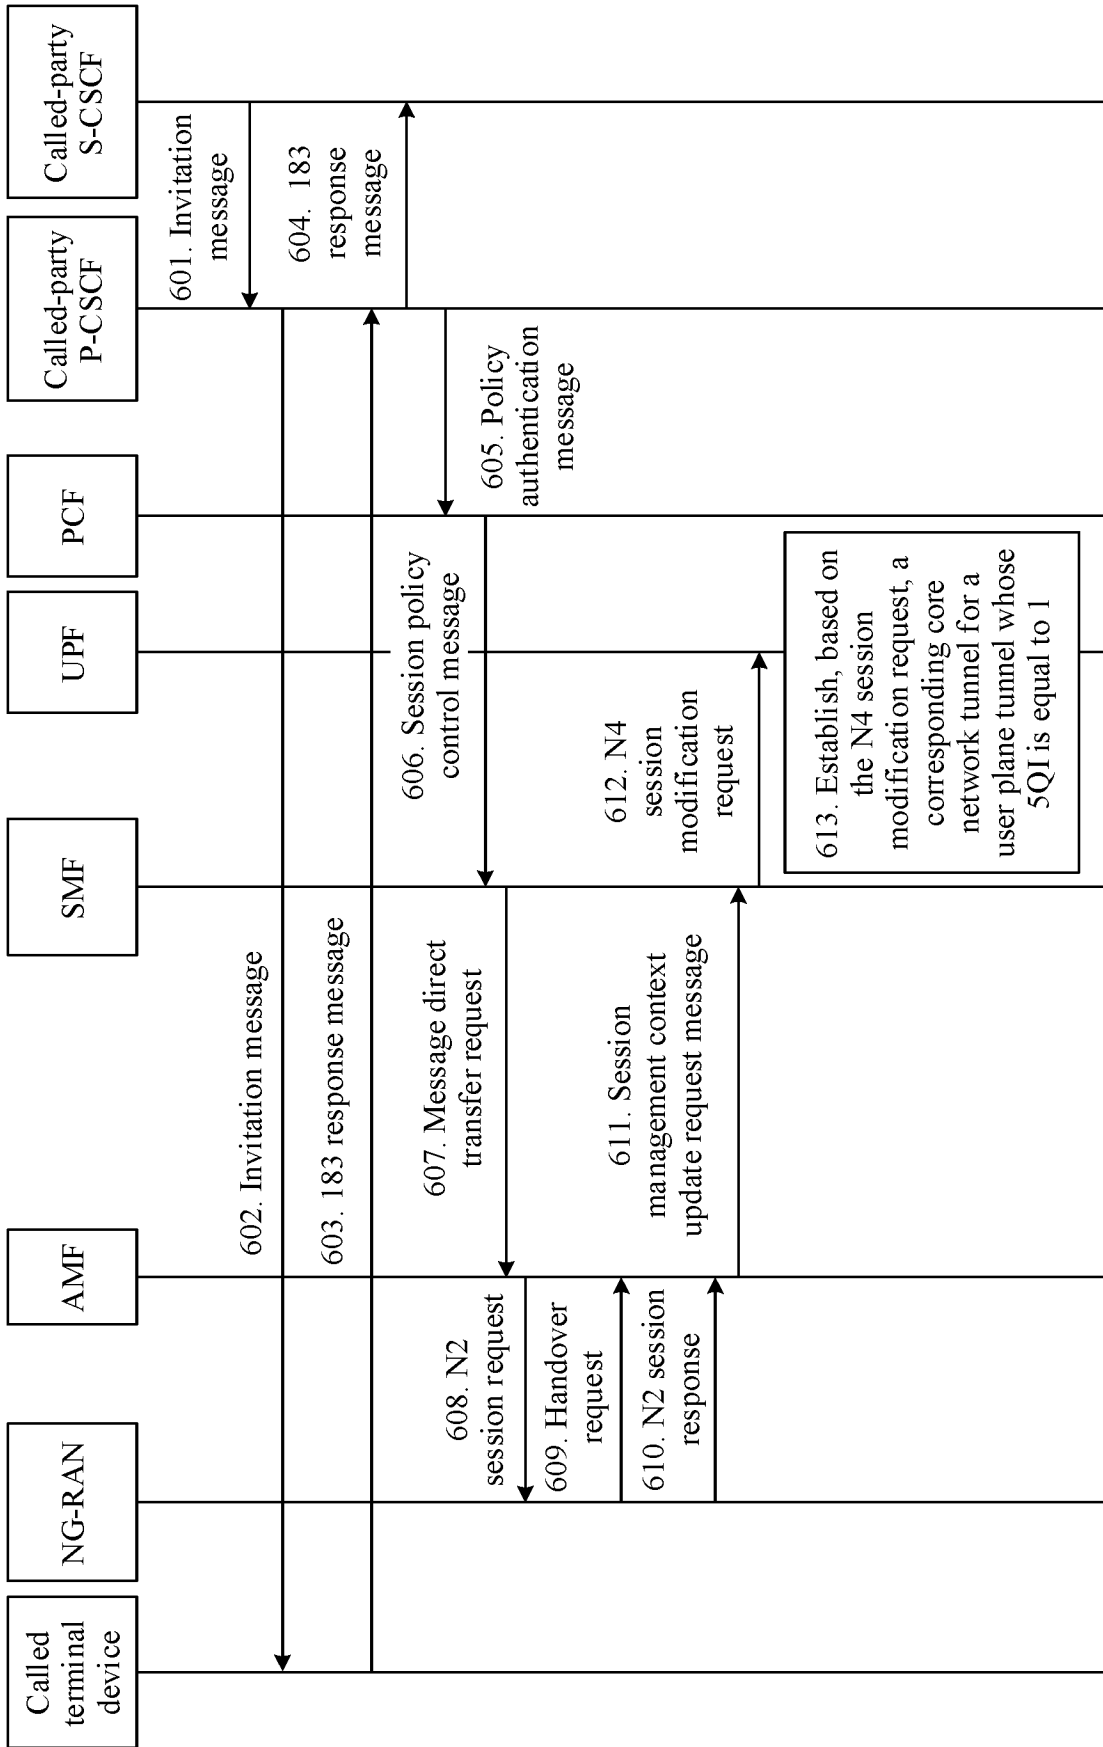 Called
terminal
device
NG-RAN
AMF
SMF
UPF
PCF
Called-party
P-CSCF
Called-party
S-CSCF
601. Invitation
message
602. Invitation message
603. 183 response message
604. 183
response
message
605. Policy
authentication
message
606. Session policy
control message
607. Message direct
transfer request
608. N2
session request
609. Handover
request
610. N2 session
response
611. Session
management context
update request message
612. N4
session
modification
request
613. Establish, based on
the N4 session
modification request, a
corresponding core
network tunnel for a
user plane tunnel whose
5QI is equal to 1